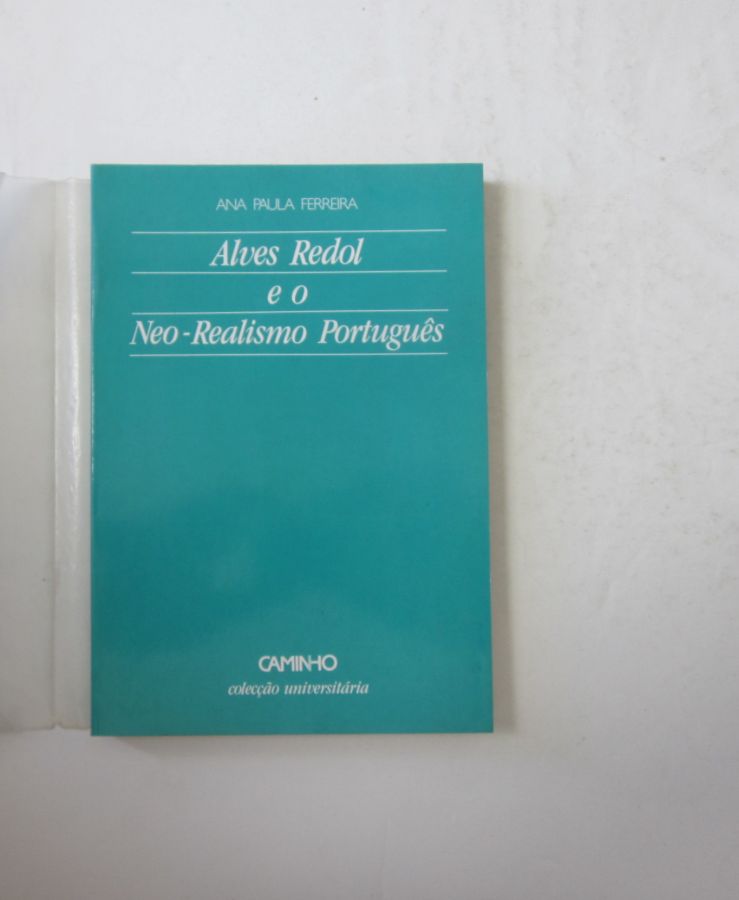 ANA PAULA FERREIRA
Alves Redol
e o
Neo-Realismo Português
CAMINHO
colecção universitária